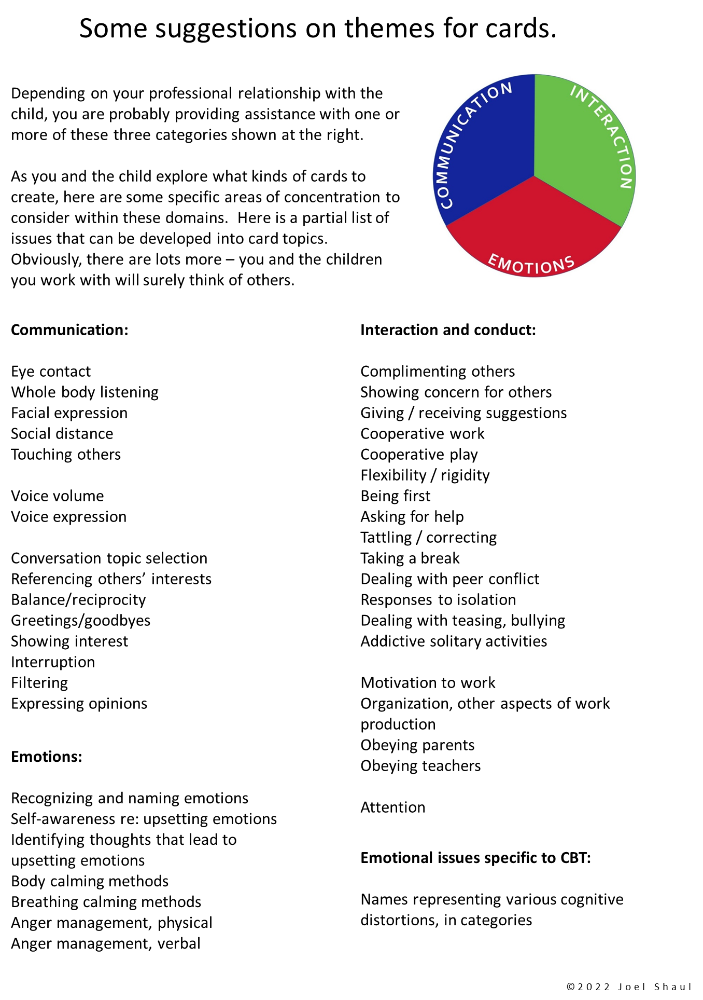 Some suggestions on themes for cards.
Depending on your professional relationship with the
child, you are probably providing assistance with one or
more of these three categories shown at the right.
As you and the child explore what kinds of cards to
create, here are some specific areas of concentration to
consider within these domains.  Here is a partial list of
issues that can be developed into card topics.
Obviously, there are lots more – you and the children
you work with will surely think of others.
COMMUNICATION
INTERACTION
EMOTIONS
Communication:
Eye contact
Whole body listening
Facial expression
Social distance
Touching others
Voice volume
Voice expression
Conversation topic selection
Referencing others’ interests
Balance/reciprocity
Greetings/goodbyes
Showing interest
Interruption
Filtering
Expressing opinions
Emotions:
Recognizing and naming emotions
Self-awareness re: upsetting emotions
Identifying thoughts that lead to
upsetting emotions
Body calming methods
Breathing calming methods
Anger management, physical
Anger management, verbal
Interaction and conduct:
Complimenting others
Showing concern for others
Giving / receiving suggestions
Cooperative work
Cooperative play
Flexibility / rigidity
Being first
Asking for help
Tattling / correcting
Taking a break
Dealing with peer conflict
Responses to isolation
Dealing with teasing, bullying
Addictive solitary activities
Motivation to work
Organization, other aspects of work
production
Obeying parents
Obeying teachers
Attention
Emotional issues specific to CBT:
Names representing various cognitive
distortions, in categories
©2022 Joel Shaul